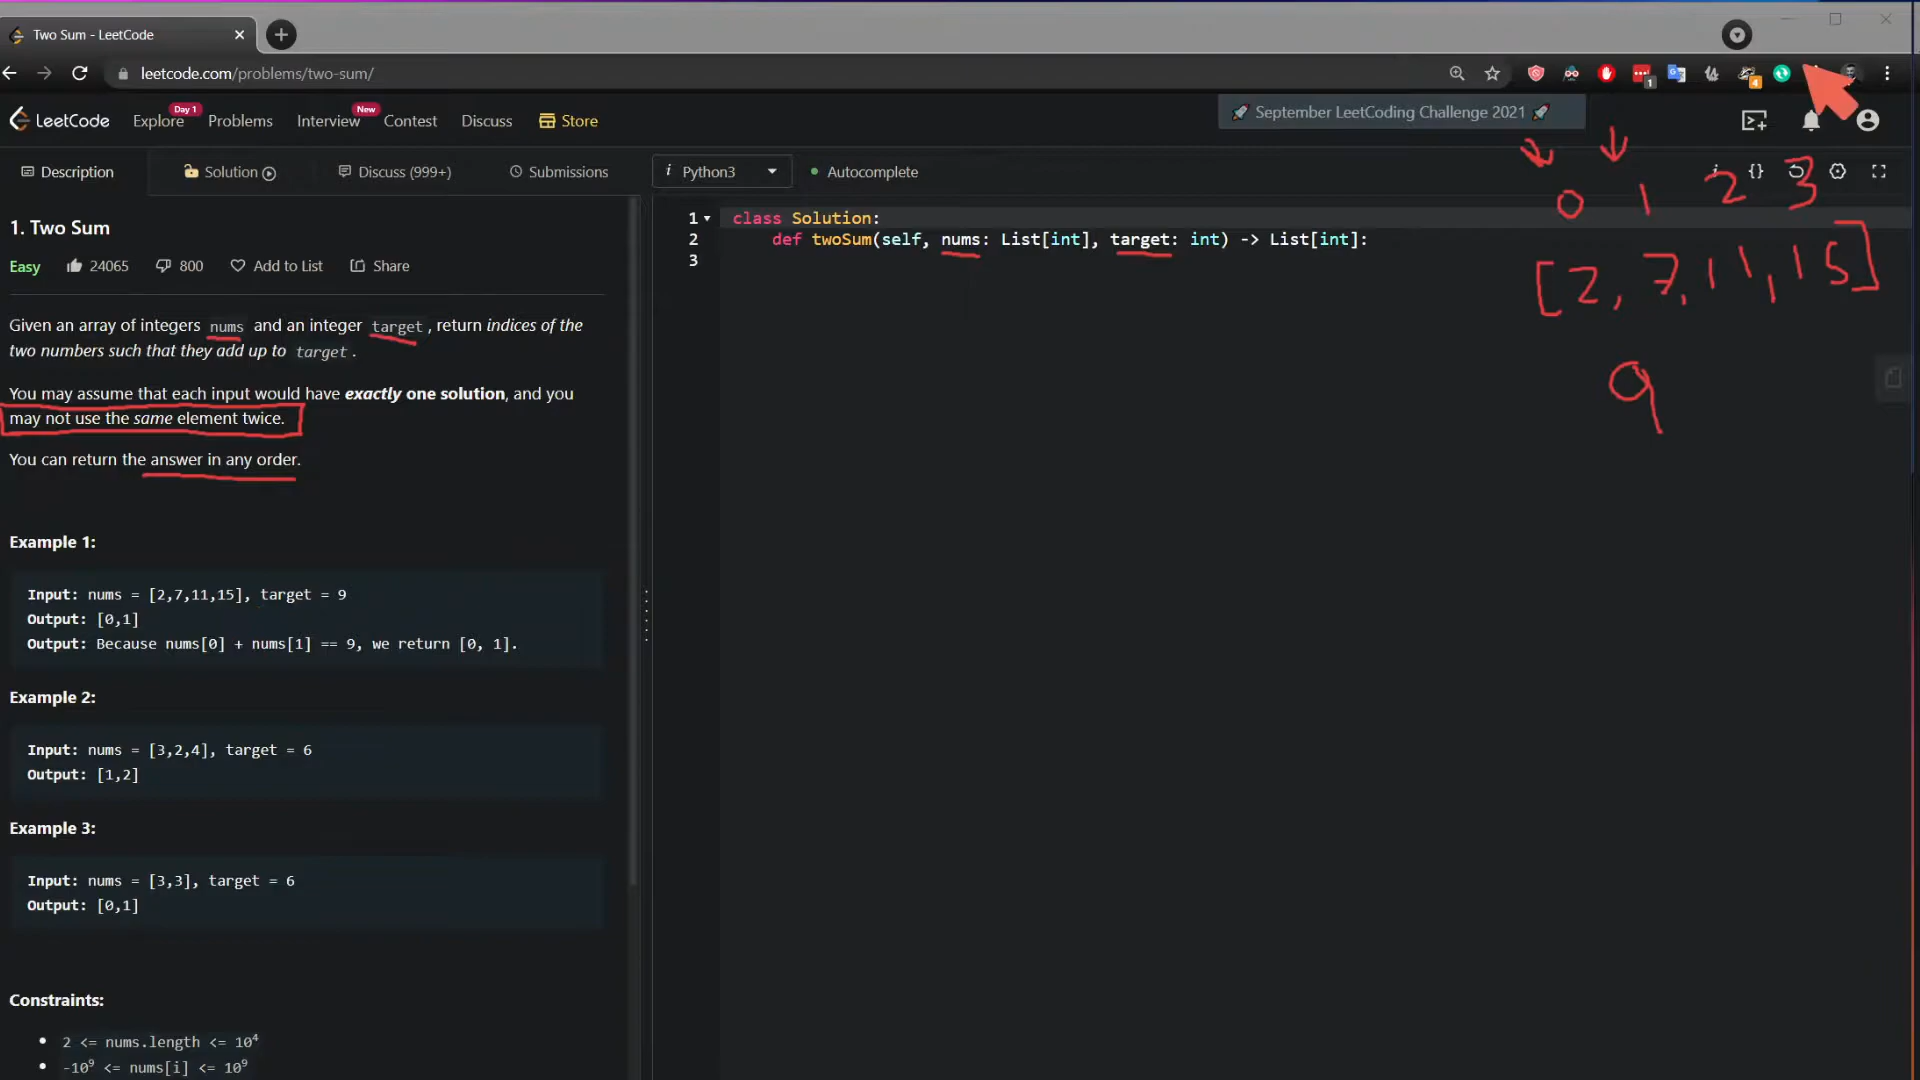 Two Sum - LeetCode
leetcode.com/problems/two-sum/
1
4
LeetCode
Explore
Day 1
Problems
Interview
New
Contest
Discuss
Store
🚀 September LeetCoding Challenge 2021 🚀
Description
Solution
Discuss (999+)
Submissions
i Python3
Autocomplete
i {}
1. Two Sum
Easy 24065 800 Add to List Share
Given an array of integers nums and an integer target, return indices of the
two numbers such that they add up to target.
You may assume that each input would have exactly one solution, and you
may not use the same element twice.
You can return the answer in any order.
Example 1:
Input: nums = [2,7,11,15], target = 9
Output: [0,1]
Output: Because nums[0] + nums[1] == 9, we return [0, 1].
Example 2:
Input: nums = [3,2,4], target = 6
Output: [1,2]
Example 3:
Input: nums = [3,3], target = 6
Output: [0,1]
Constraints:
2 <= nums.length <= 10⁴
-10⁹ <= nums[i] <= 10⁹
1 class Solution:
2 def twoSum(self, nums: List[int], target: int) -> List[int]:
3
0 1 2 3
[2, 7, 11, 15]
9